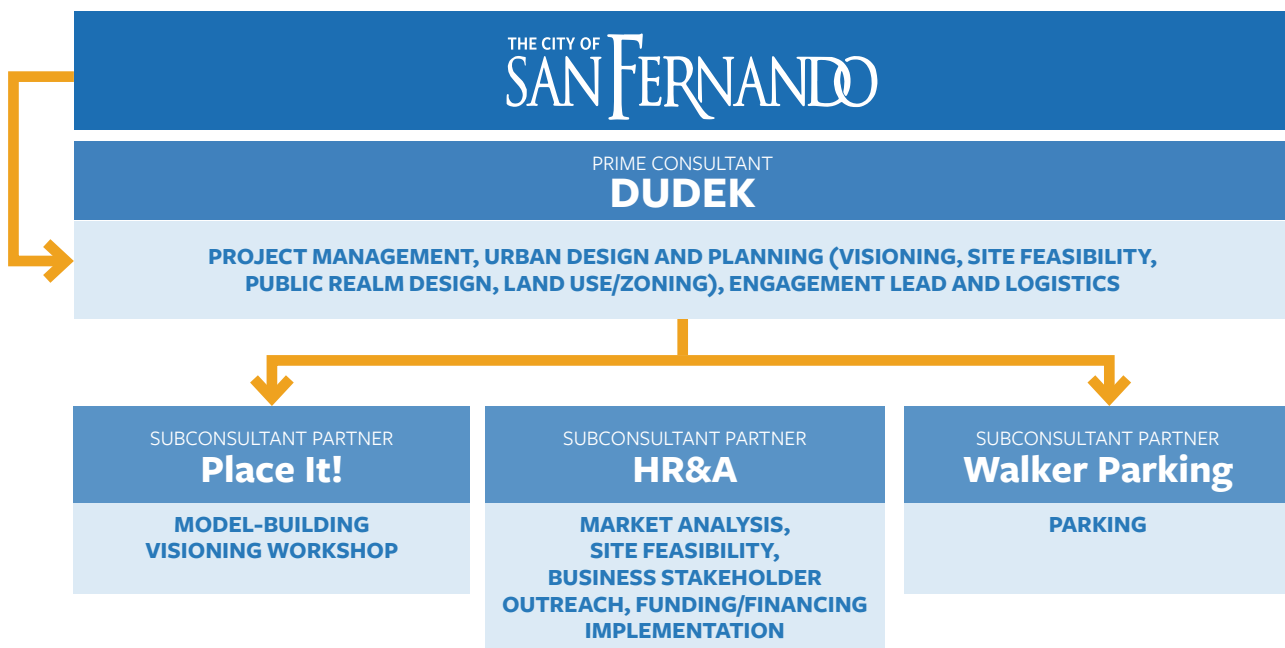 THE CITY OF
SAN FERNANDO
PRIME CONSULTANT
DUDEK
PROJECT MANAGEMENT, URBAN DESIGN AND PLANNING (VISIONING, SITE FEASIBILITY,
PUBLIC REALM DESIGN, LAND USE/ZONING), ENGAGEMENT LEAD AND LOGISTICS
SUBCONSULTANT PARTNER
Place It!
MODEL-BUILDING
VISIONING WORKSHOP
SUBCONSULTANT PARTNER
HR&A
MARKET ANALYSIS,
SITE FEASIBILITY,
BUSINESS STAKEHOLDER
OUTREACH, FUNDING/FINANCING
IMPLEMENTATION
SUBCONSULTANT PARTNER
Walker Parking
PARKING